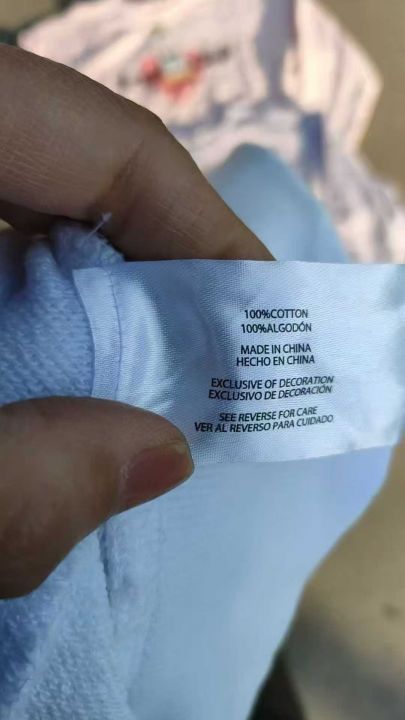 100%COTTON
100%ALGODÓN
MADE IN CHINA
HECHO EN CHINA
EXCLUSIVE OF DECORATION
EXCLUSIVO DE DECORACIÓN
SEE REVERSE FOR CARE
VER AL REVERSO PARA CUIDADO